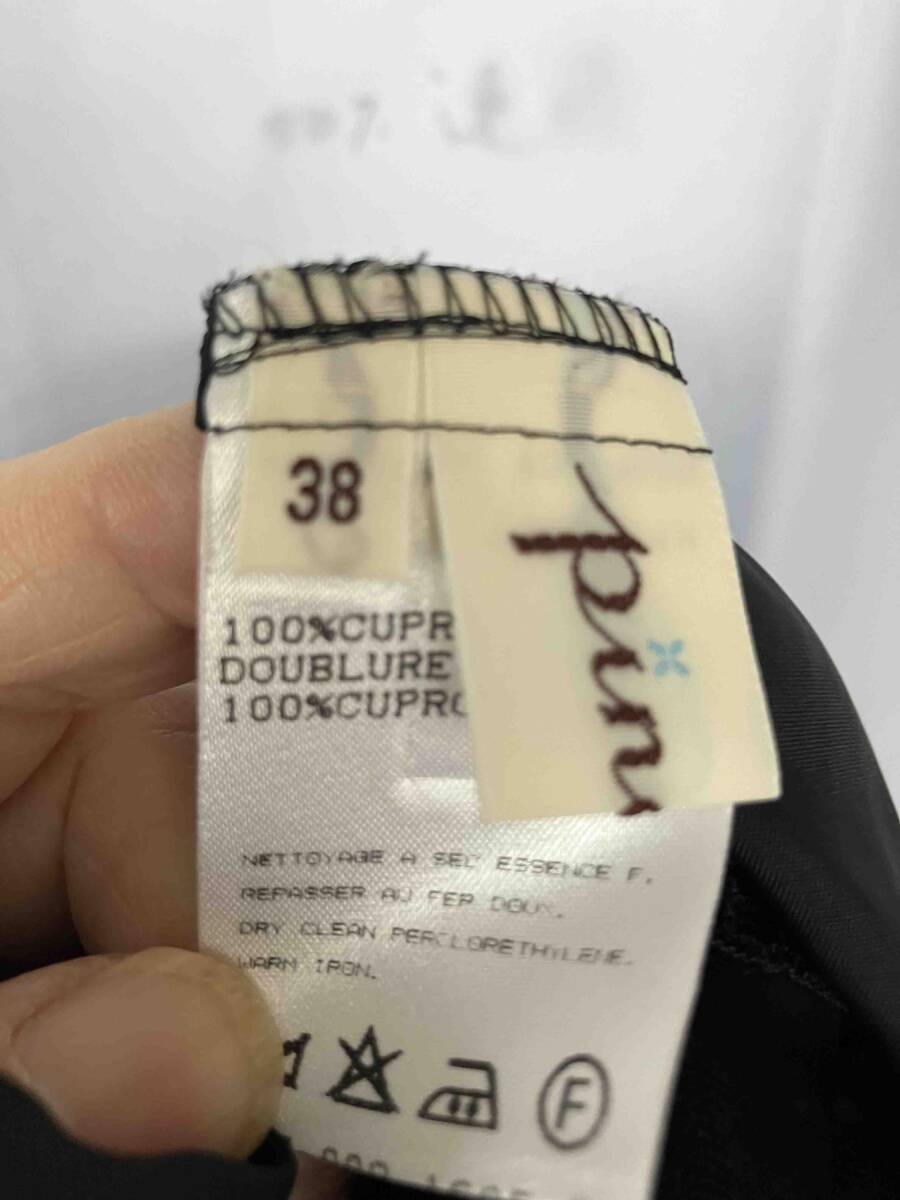 38
pin
100%CUPR
DOUBLURE
100%CUPRO
NETTOYAGE A SEC ESSENCE F.
REPASSER AU FER DOUX.
DRY CLEAN PERCLORETHYLENE.
WARM IRON.
F